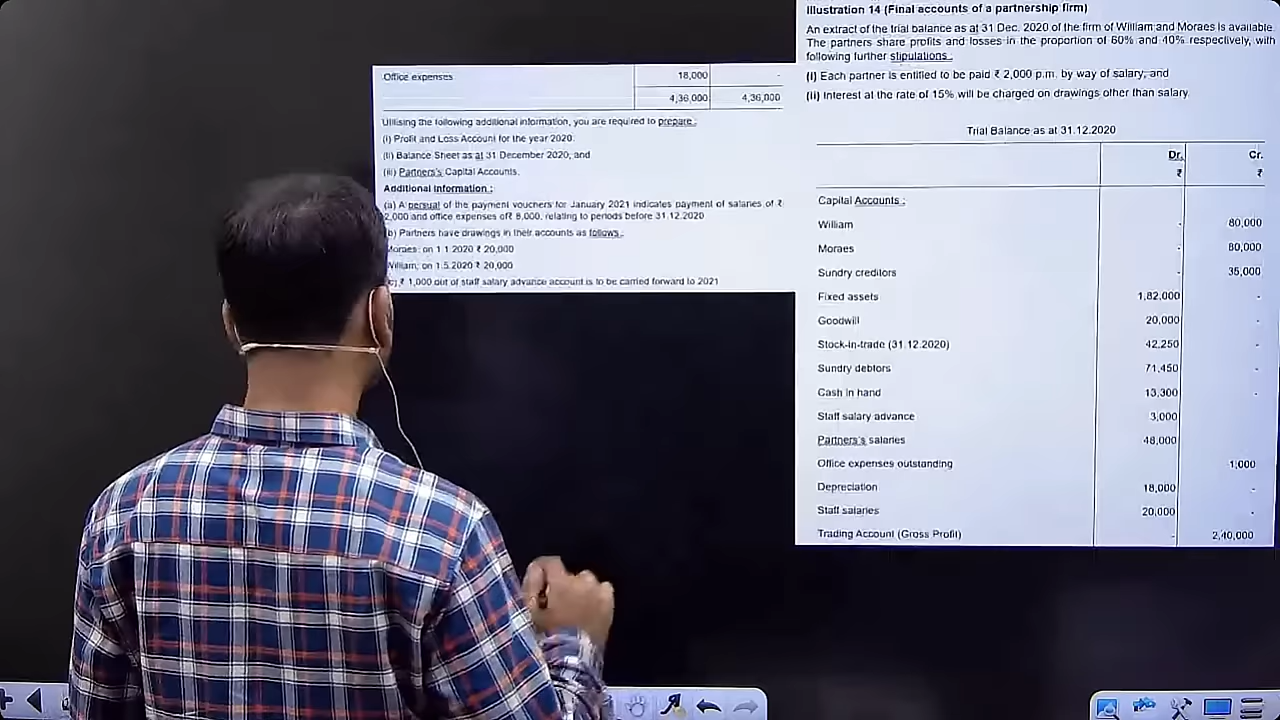 Illustration 14 (Final accounts of a partnership firm)
An extract of the trial balance as at 31 Dec. 2020 of the firm of William and Moraes is available.
The partners share profits and losses in the proportion of 60% and 40% respectively, with
following further stipulations :
(i) Each partner is entitled to be paid ₹ 2,000 p.m. by way of salary; and
(ii) Interest at the rate of 15% will be charged on drawings other than salary.
Trial Balance as at 31.12.2020
Dr. Cr.
₹ ₹
Capital Accounts :
William - 80,000
Moraes - 80,000
Sundry creditors - 35,000
Fixed assets 1,82,000 -
Goodwill 20,000 -
Stock-in-trade (31.12.2020) 42,250 -
Sundry debtors 71,450 -
Cash in hand 13,300 -
Staff salary advance 3,000
Partners's salaries 48,000
Office expenses outstanding 1,000
Depreciation 18,000 -
Staff salaries 20,000 -
Trading Account (Gross Profit) - 2,40,000
Office expenses 18,000 -
4,36,000 4,36,000
Utilising the following additional information, you are required to prepare :
(i) Profit and Loss Account for the year 2020.
(ii) Balance Sheet as at 31 December 2020; and
(iii) Partners's Capital Accounts.
Additional Information :
(a) A perusal of the payment vouchers for January 2021 indicates payment of salaries of ₹
2,000 and office expenses of ₹ 8,000, relating to periods before 31.12.2020
b) Partners have drawings in their accounts as follows :
Moraes: on 1.1.2020 ₹ 20,000
William: on 1.5.2020 ₹ 20,000
c) ₹ 1,000 out of staff salary advance account is to be carried forward to 2021